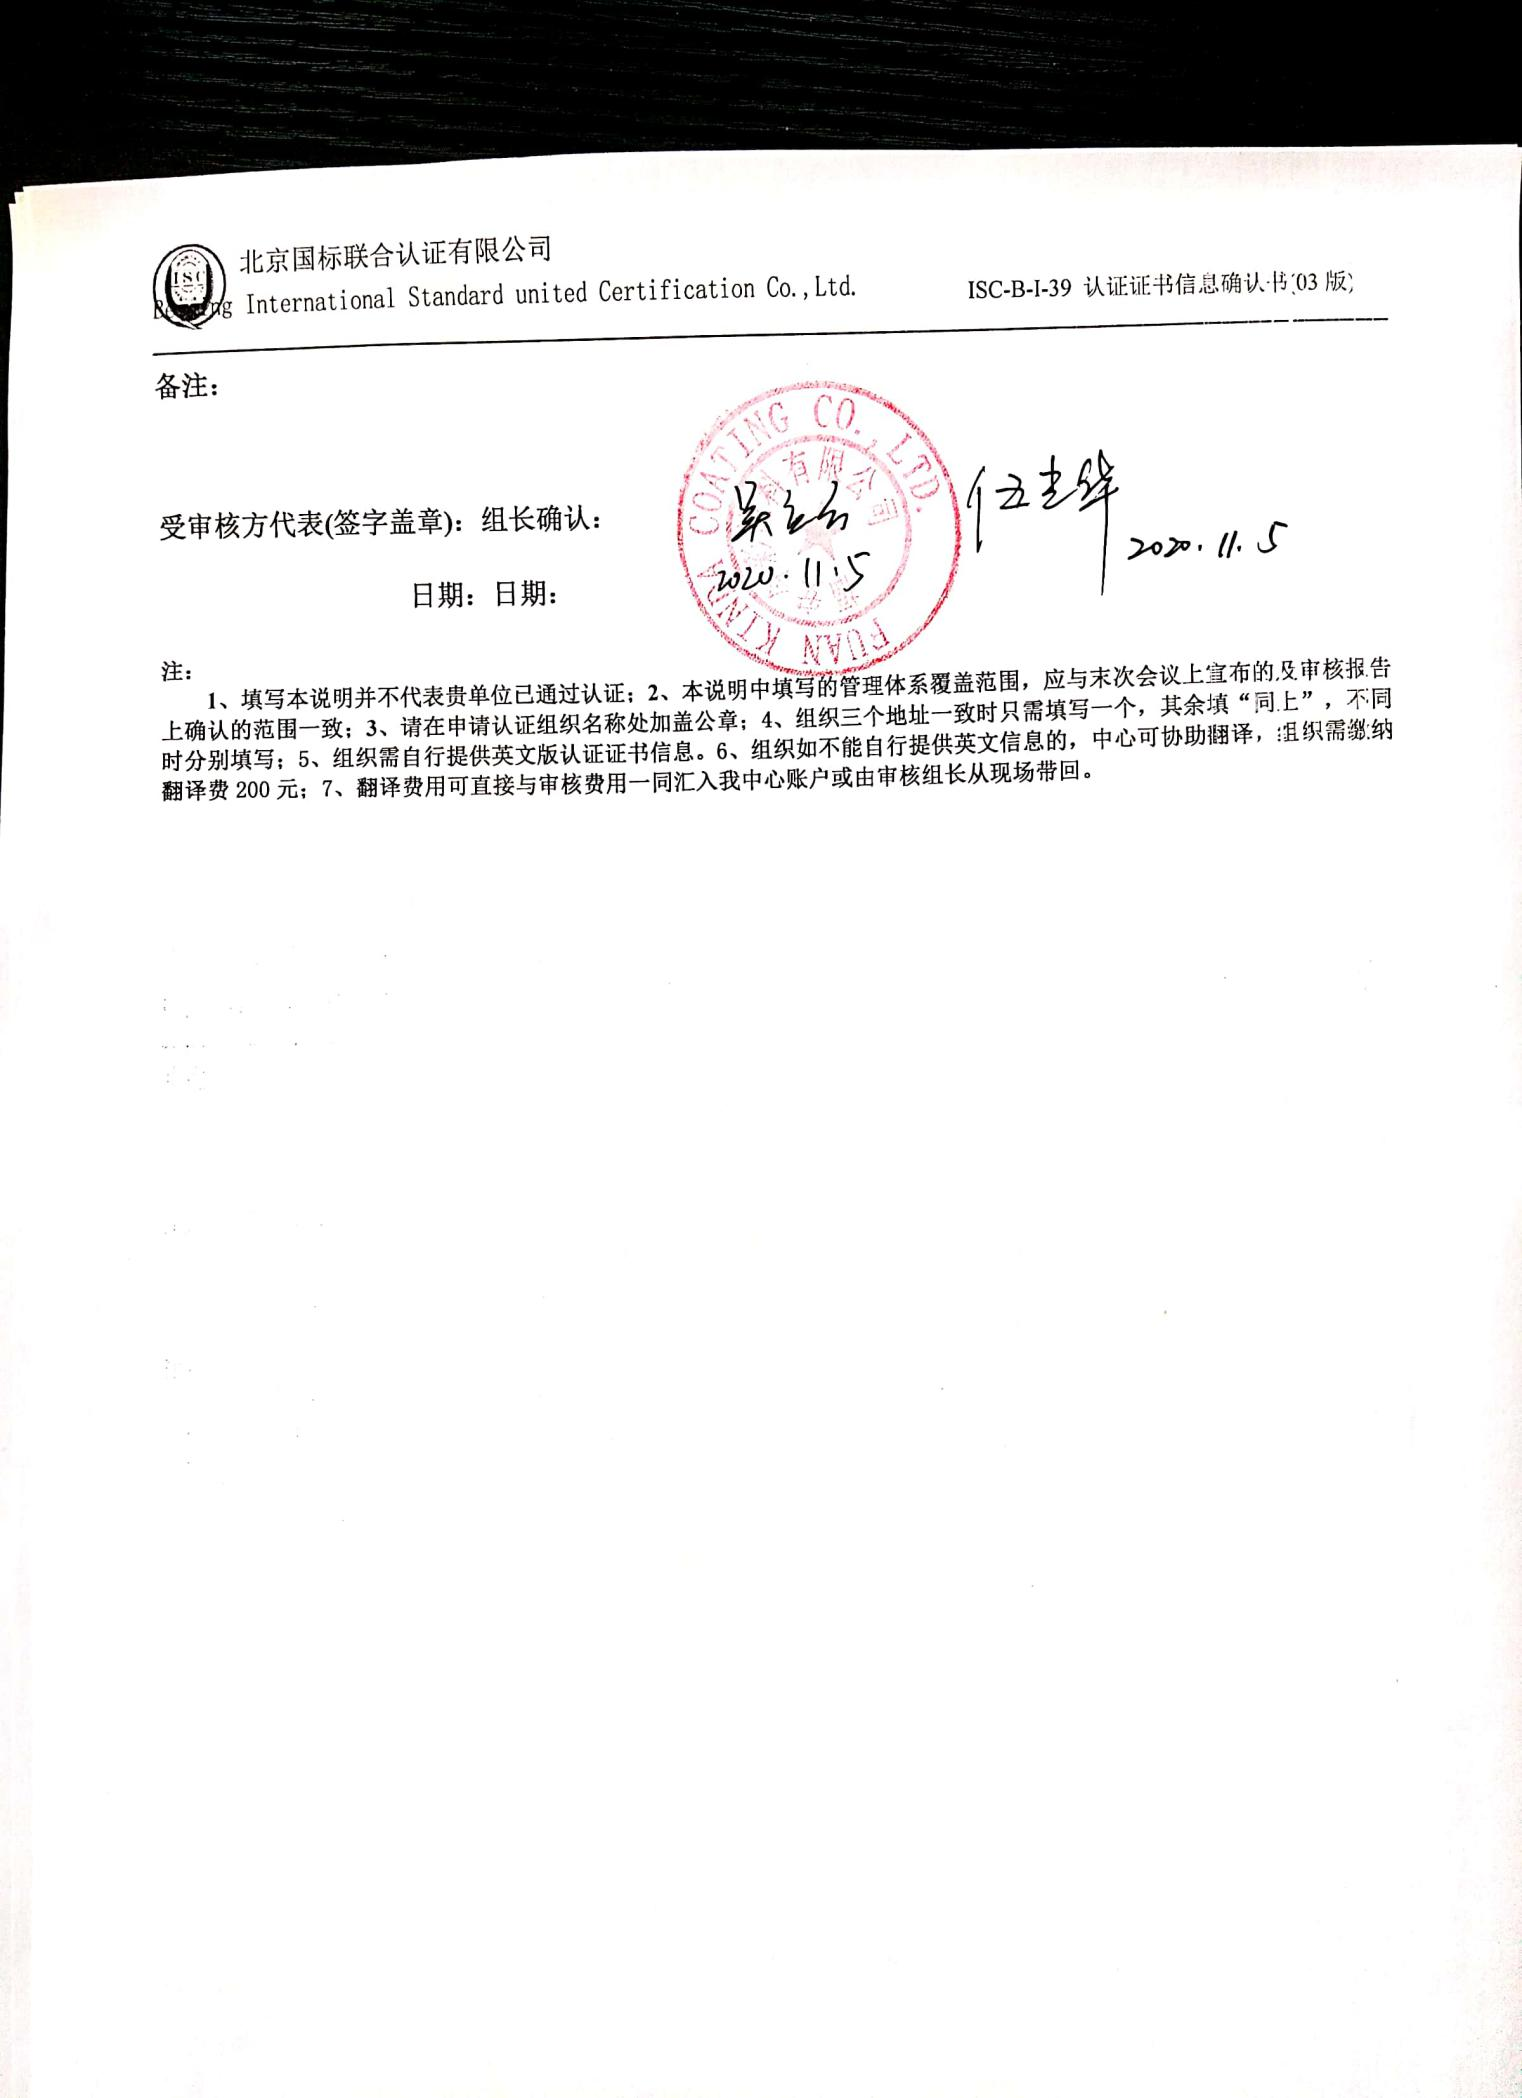 北京国标联合认证有限公司
ISC
Beijing International Standard united Certification Co.,Ltd.
ISC-B-I-39 认证证书信息确认书(03 版)
备注：
FUAN KINDA COATING CO., LTD.
料有限公司
受审核方代表(签字盖章)：组长确认：
伍圭华
2020.11.5
2020.11.5
日期：日期：
注：
1、填写本说明并不代表贵单位已通过认证；2、本说明中填写的管理体系覆盖范围，应与末次会议上宣布的及审核报告
上确认的范围一致；3、请在申请认证组织名称处加盖公章；4、组织三个地址一致时只需填写一个，其余填“同上”，不同
时分别填写；5、组织需自行提供英文版认证证书信息。6、组织如不能自行提供英文信息的，中心可协助翻译，组织需缴纳
翻译费 200 元；7、翻译费用可直接与审核费用一同汇入我中心账户或由审核组长从现场带回。